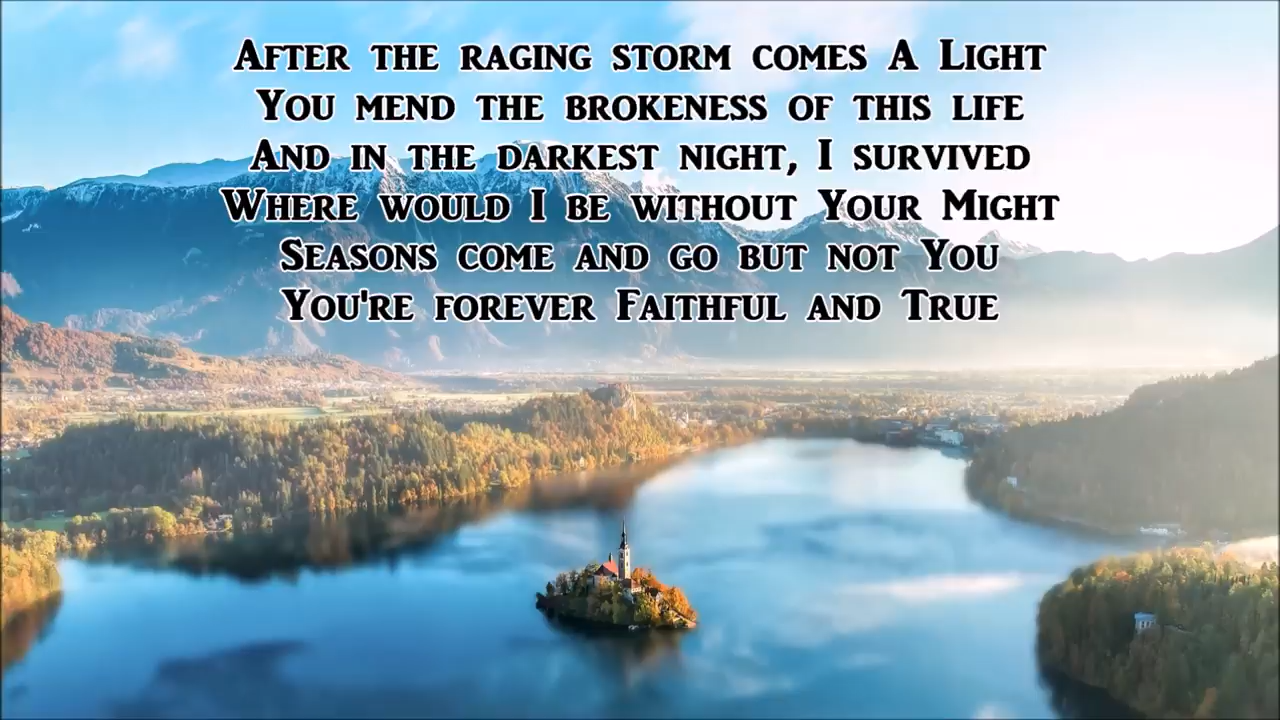 After the raging storm comes A Light
You mend the brokeness of this life
And in the darkest night, I survived
Where would I be without Your Might
Seasons come and go but not You
You're forever Faithful and True